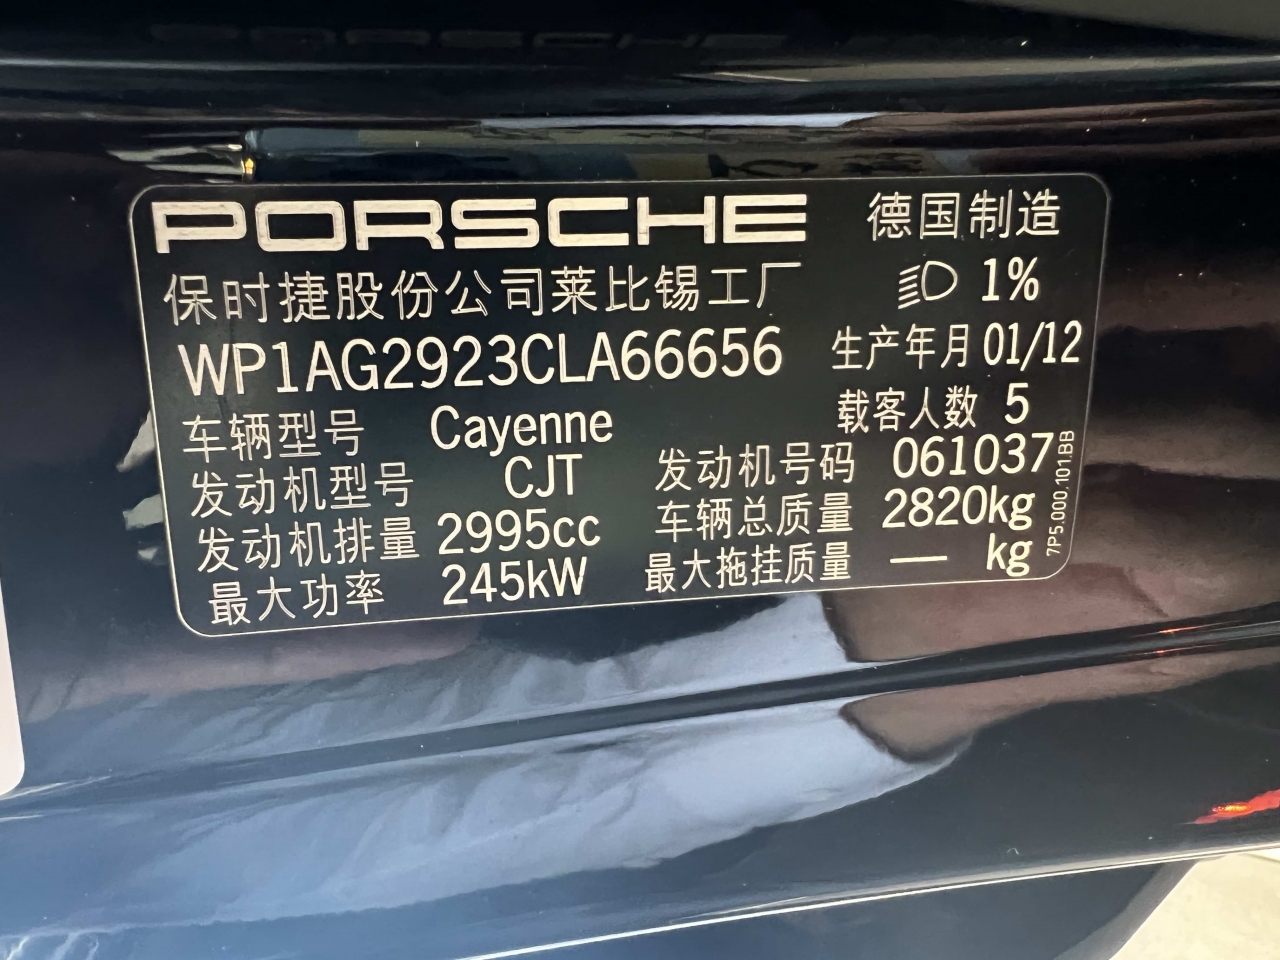 PORSCHE 德国制造
保时捷股份公司莱比锡工厂 1%
WP1AG2923CLA66656 生产年月 01/12
车辆型号 Cayenne 载客人数 5
发动机型号 CJT 发动机号码 061037
发动机排量 2995cc 车辆总质量 2820kg
最大功率 245kW 最大拖挂质量 — kg
7P5.000.101.BB